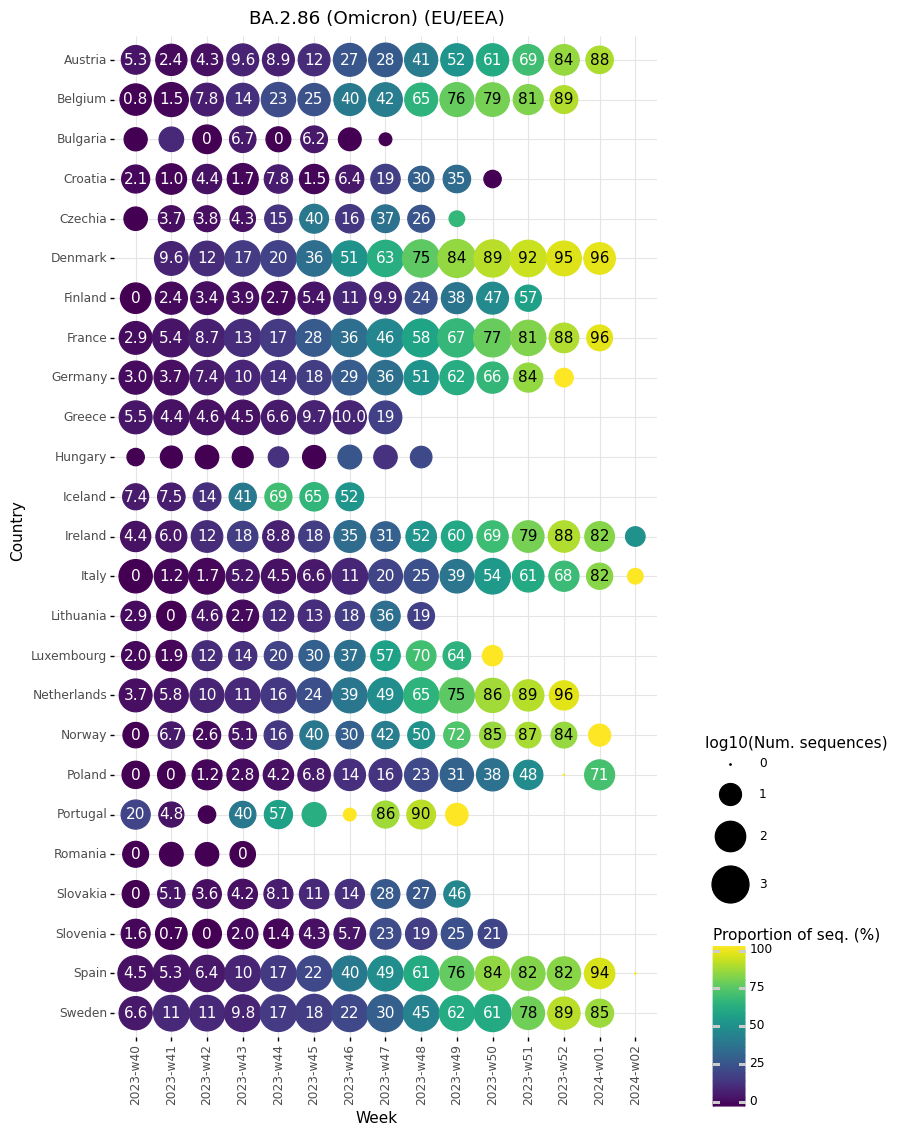 BA.2.86 (Omicron) (EU/EEA)
Austria 5.3 2.4 4.3 9.6 8.9 12 27 28 41 52 61 69 84 88
Belgium 0.8 1.5 7.8 14 23 25 40 42 65 76 79 81 89
Bulgaria 0 6.7 0 6.2
Croatia 2.1 1.0 4.4 1.7 7.8 1.5 6.4 19 30 35
Czechia 3.7 3.8 4.3 15 40 16 37 26
Denmark 9.6 12 17 20 36 51 63 75 84 89 92 95 96
Finland 0 2.4 3.4 3.9 2.7 5.4 11 9.9 24 38 47 57
France 2.9 5.4 8.7 13 17 28 36 46 58 67 77 81 88 96
Germany 3.0 3.7 7.4 10 14 18 29 36 51 62 66 84
Greece 5.5 4.4 4.6 4.5 6.6 9.7 10.0 19
Hungary
Iceland 7.4 7.5 14 41 69 65 52
Ireland 4.4 6.0 12 18 8.8 18 35 31 52 60 69 79 88 82
Italy 0 1.2 1.7 5.2 4.5 6.6 11 20 25 39 54 61 68 82
Lithuania 2.9 0 4.6 2.7 12 13 18 36 19
Luxembourg 2.0 1.9 12 14 20 30 37 57 70 64
Netherlands 3.7 5.8 10 11 16 24 39 49 65 75 86 89 96
Norway 0 6.7 2.6 5.1 16 40 30 42 50 72 85 87 84
Poland 0 0 1.2 2.8 4.2 6.8 14 16 23 31 38 48 71
Portugal 20 4.8 40 57 86 90
Romania 0 0
Slovakia 0 5.1 3.6 4.2 8.1 11 14 28 27 46
Slovenia 1.6 0.7 0 2.0 1.4 4.3 5.7 23 19 25 21
Spain 4.5 5.3 6.4 10 17 22 40 49 61 76 84 82 82 94
Sweden 6.6 11 11 9.8 17 18 22 30 45 62 61 78 89 85
2023-w40 2023-w41 2023-w42 2023-w43 2023-w44 2023-w45 2023-w46 2023-w47 2023-w48 2023-w49 2023-w50 2023-w51 2023-w52 2024-w01 2024-w02
Week
Country
log10(Num. sequences)
0
1
2
3
Proportion of seq. (%)
100
75
50
25
0